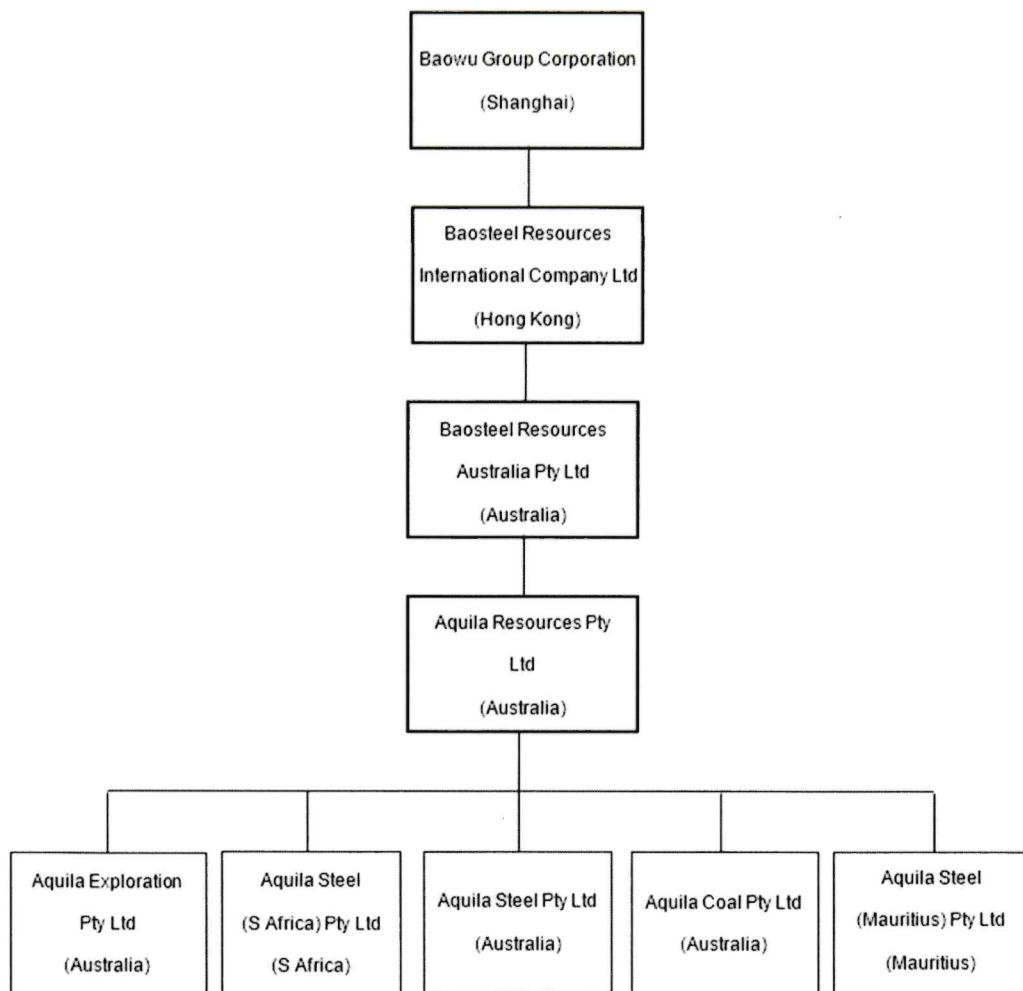 Baowu Group Corporation
(Shanghai)
Baosteel Resources
International Company Ltd
(Hong Kong)
Baosteel Resources
Australia Pty Ltd
(Australia)
Aquila Resources Pty
Ltd
(Australia)
Aquila Exploration
Pty Ltd
(Australia)
Aquila Steel
(S Africa) Pty Ltd
(S Africa)
Aquila Steel Pty Ltd
(Australia)
Aquila Coal Pty Ltd
(Australia)
Aquila Steel
(Mauritius) Pty Ltd
(Mauritius)